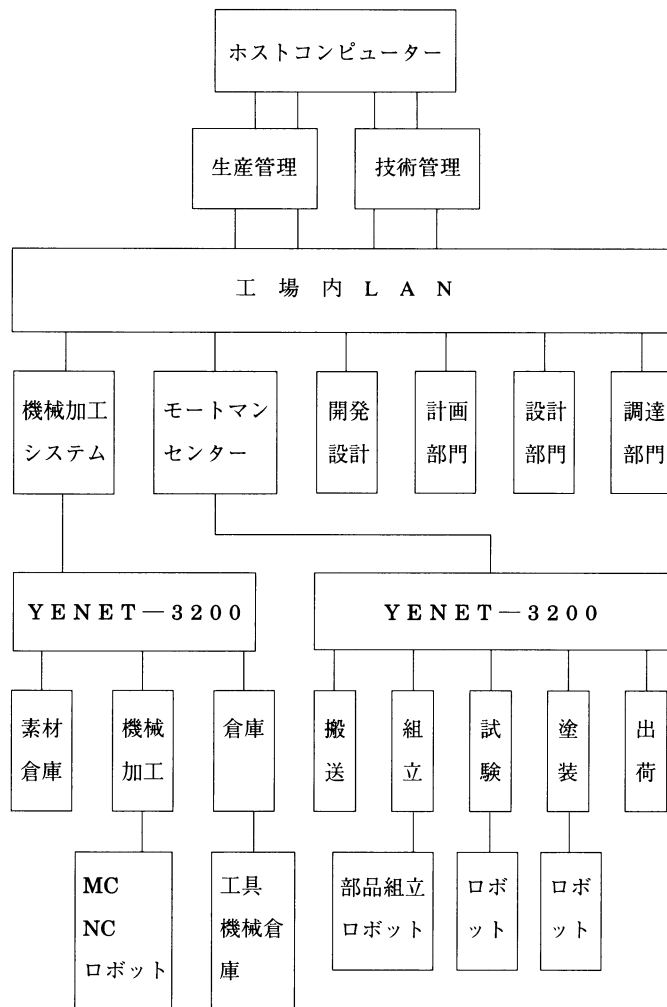 ホストコンピューター
生産管理
技術管理
工場内LAN
機械加工
システム
モートマン
センター
開発
設計
計画
部門
設計
部門
調達
部門
YENET―3200
YENET―3200
素材
倉庫
機械
加工
倉庫
搬
送
組
立
試
験
塗
装
出
荷
MC
NC
ロボット
工具
機械倉
庫
部品組立
ロボット
ロボ
ット
ロボ
ット